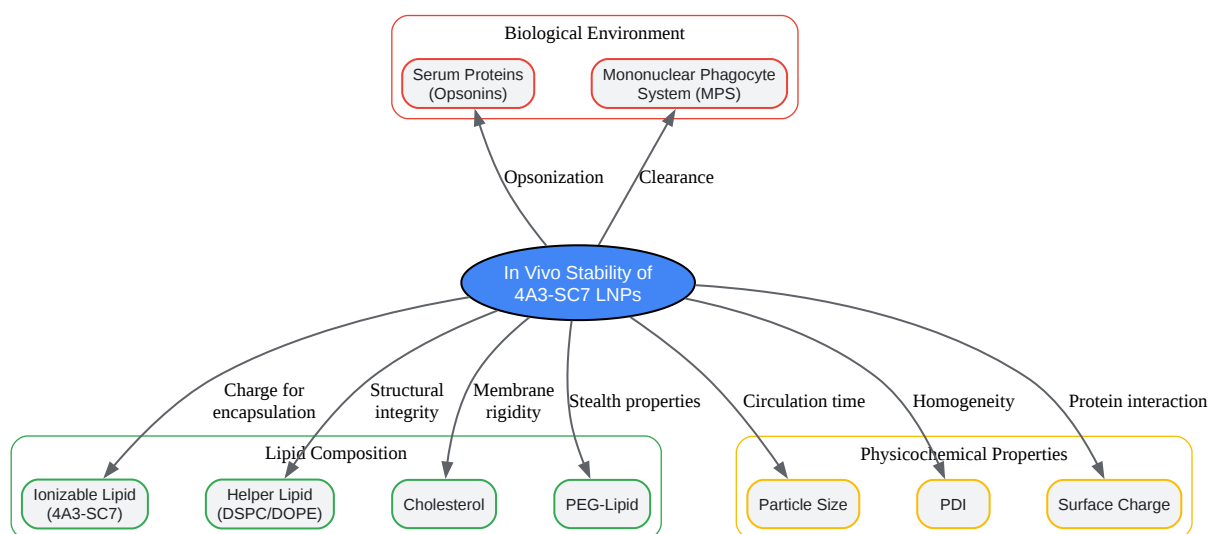 Biological Environment
Serum Proteins
(Opsonins)
Mononuclear Phagocyte
System (MPS)
Opsonization
Clearance
In Vivo Stability of
4A3-SC7 LNPs
Charge for
encapsulation
Structural
integrity
Membrane
rigidity
Stealth properties
Circulation time
Homogeneity
Protein interaction
Lipid Composition
Physicochemical Properties
Ionizable Lipid
(4A3-SC7)
Helper Lipid
(DSPC/DOPE)
Cholesterol
PEG-Lipid
Particle Size
PDI
Surface Charge